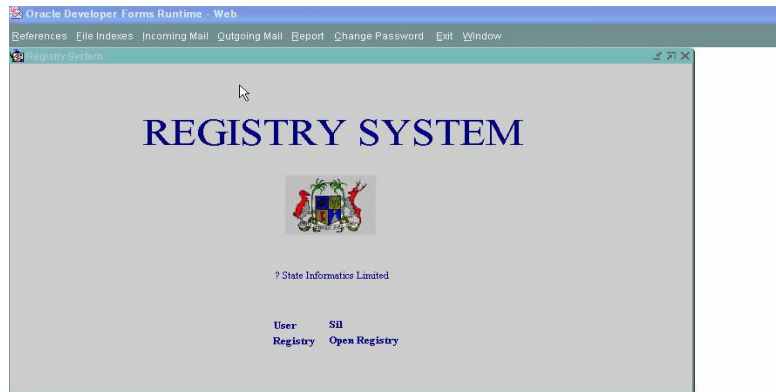 Oracle Developer Forms Runtime - Web
References File Indexes Incoming Mail Outgoing Mail Report Change Password Exit Window
Registry System
REGISTRY SYSTEM
? State Informatics Limited
User Sil
Registry Open Registry